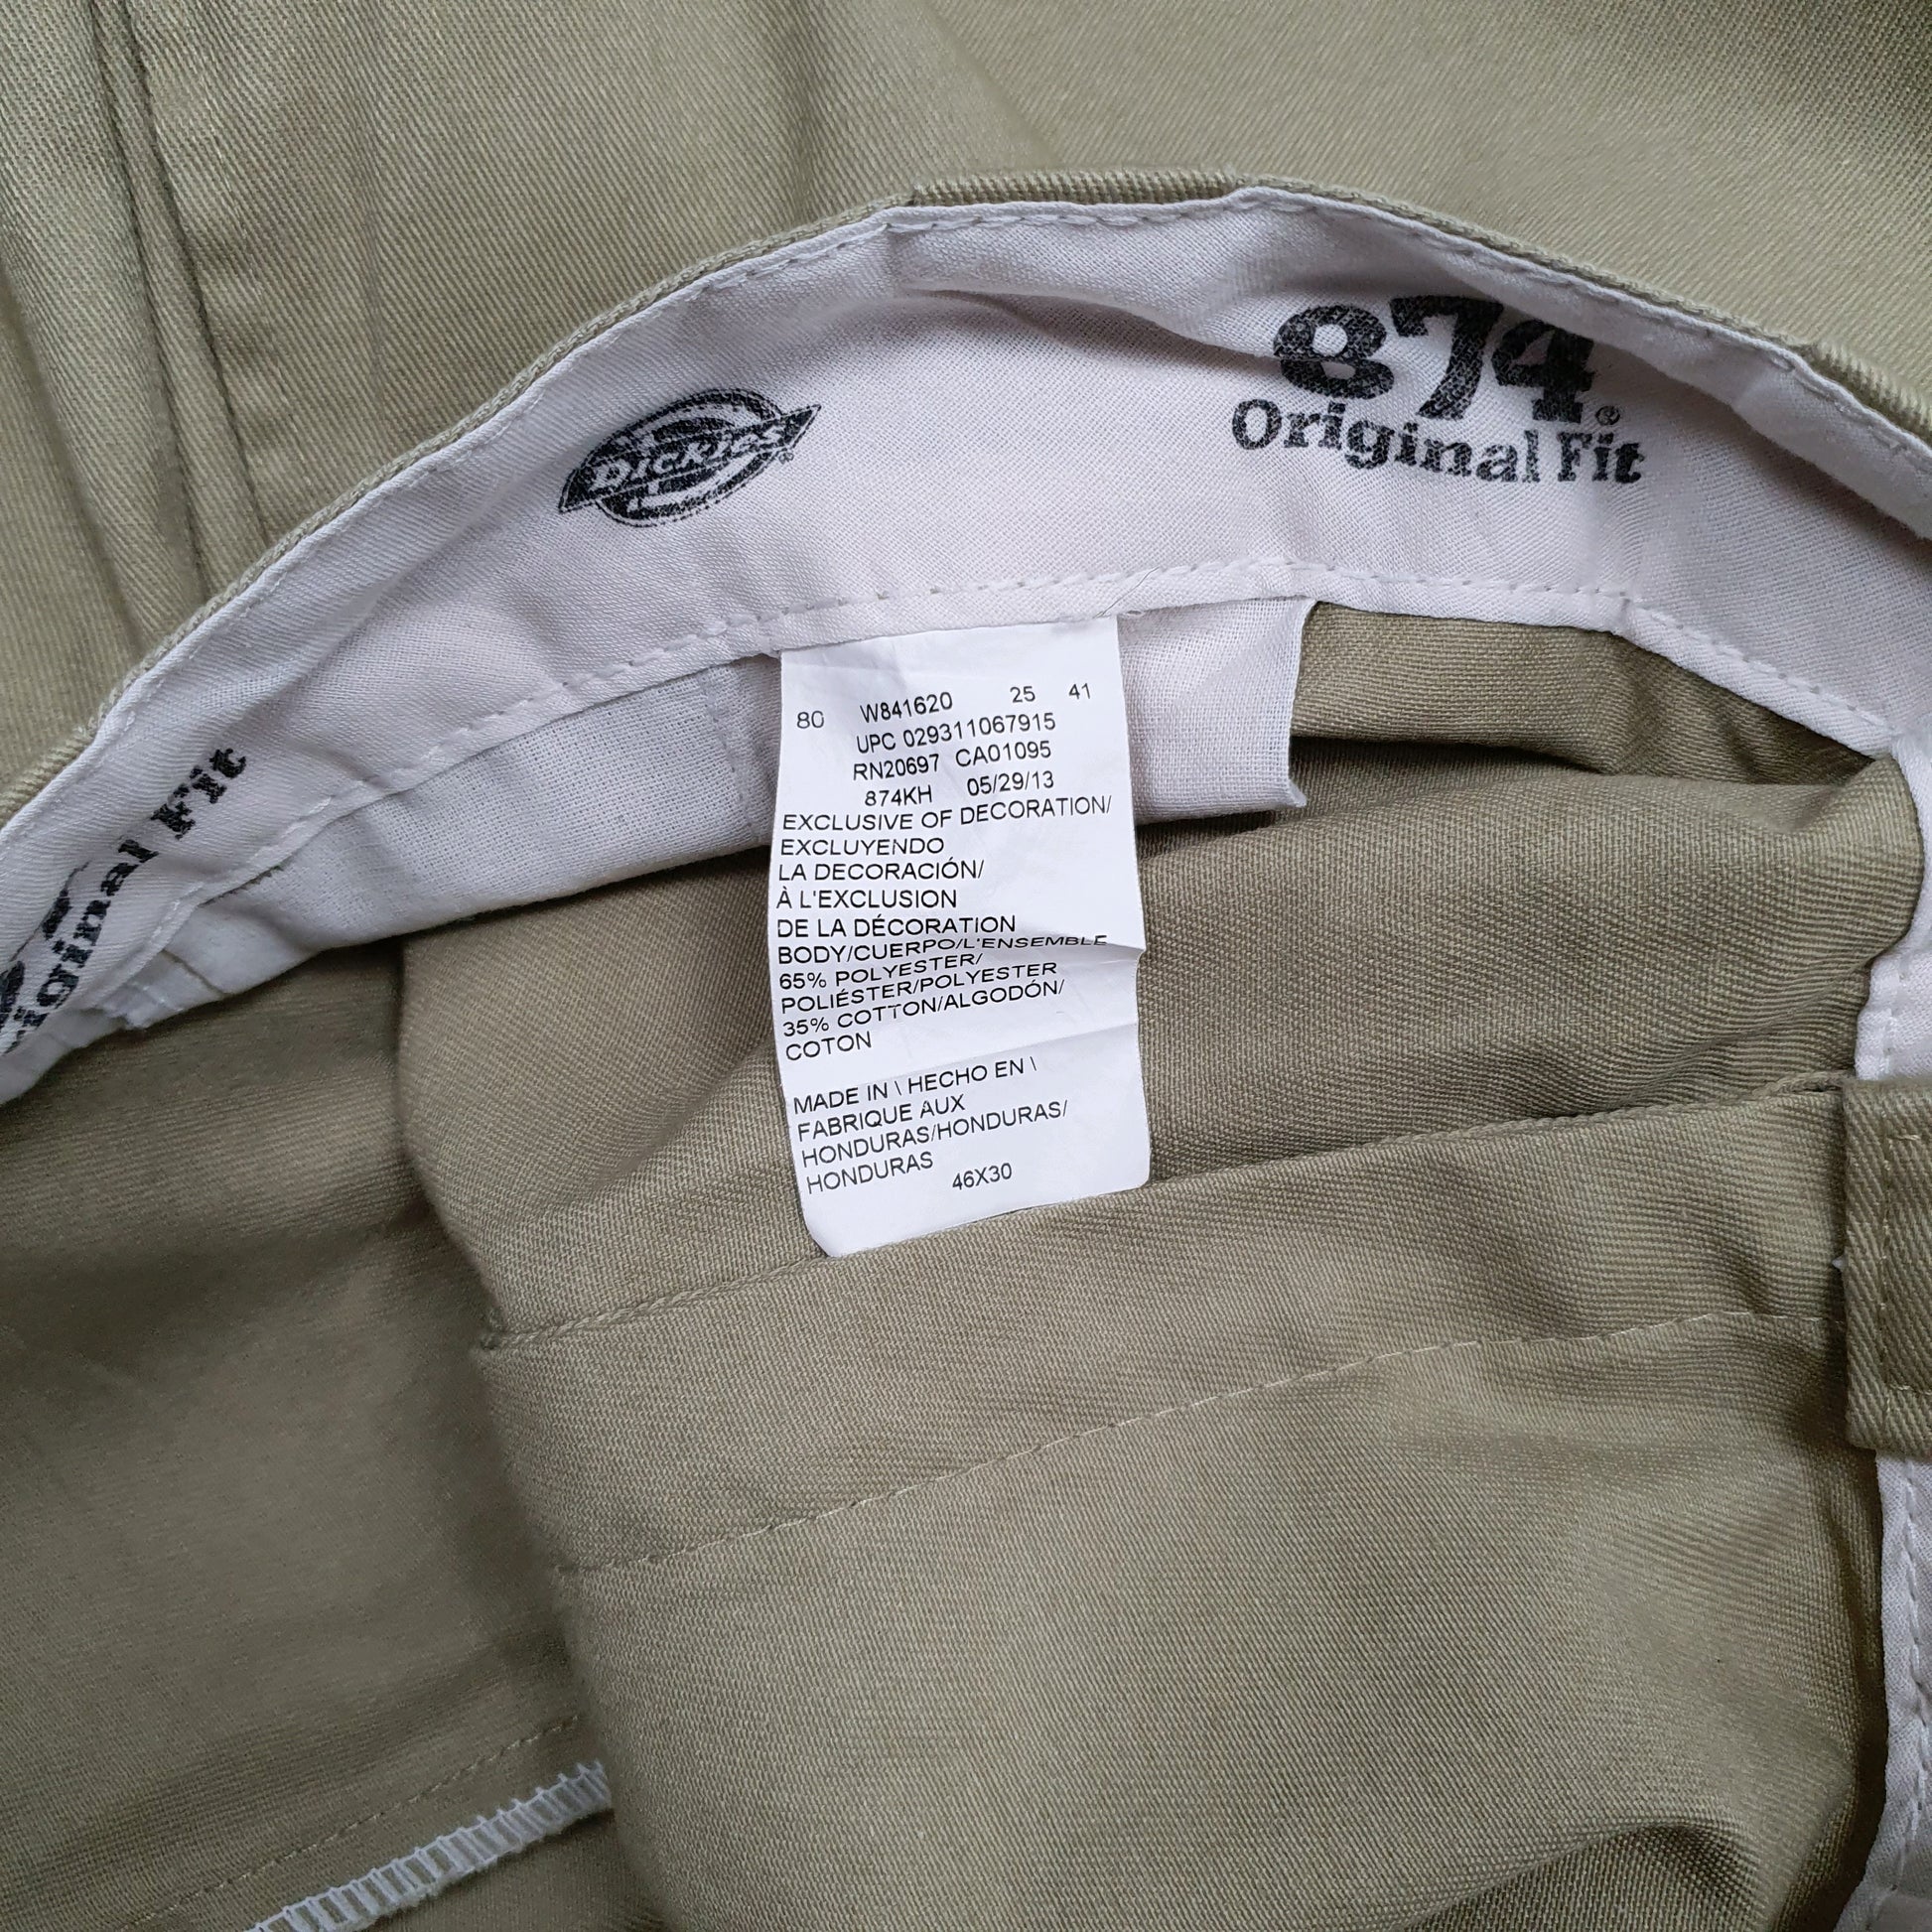 DICKIES®
874®
Original Fit
Original Fit
80 W841620 25 41
UPC 029311067915
RN20697 CA01095
874KH 05/29/13
EXCLUSIVE OF DECORATION/
EXCLUYENDO
LA DECORACIÓN/
À L'EXCLUSION
DE LA DÉCORATION
BODY/CUERPO/L'ENSEMBLE
65% POLYESTER/
POLIÉSTER/POLYESTER
35% COTTON/ALGODÓN/
COTON
MADE IN \ HECHO EN \
FABRIQUE AUX
HONDURAS/HONDURAS/
HONDURAS
46X30